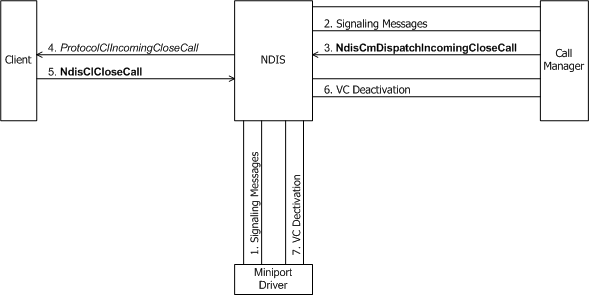 2. Signaling Messages
4. ProtocolClIncomingCloseCall
3. NdisCmDispatchIncomingCloseCall
Client
NDIS
Call
Manager
5. NdisClCloseCall
6. VC Deactivation
1. Signaling Messages
7. VC Dectivation
Miniport
Driver